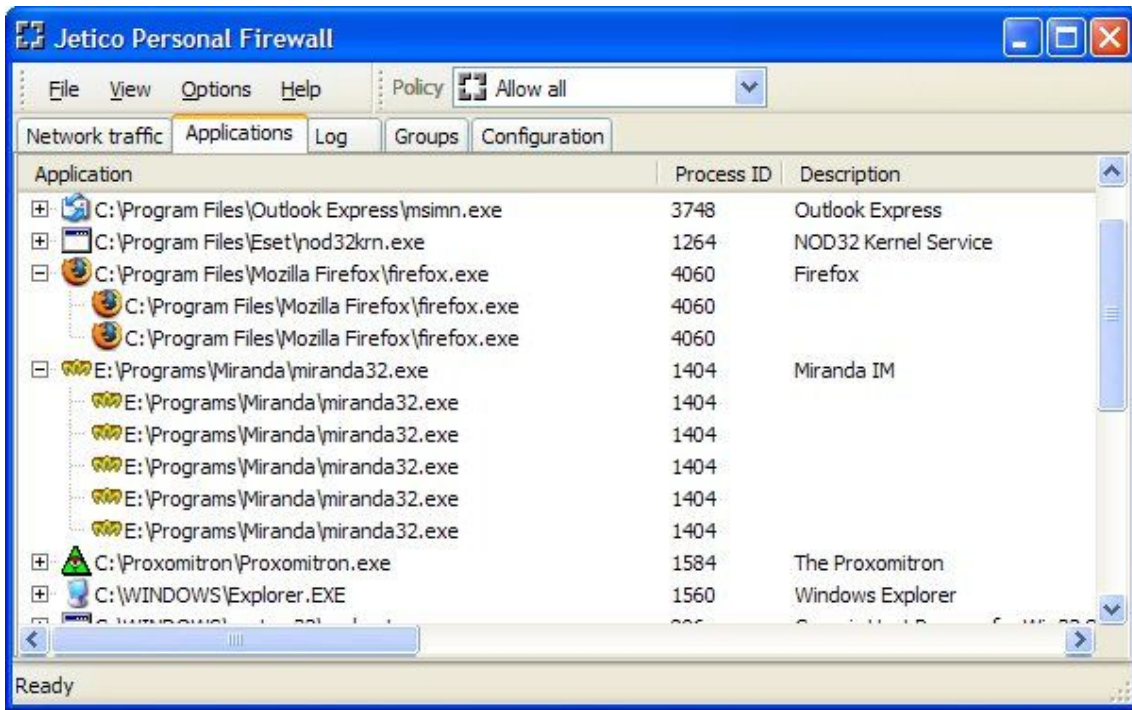 Jetico Personal Firewall
File View Options Help Policy Allow all
Network traffic Applications Log Groups Configuration
Application Process ID Description
C:\Program Files\Outlook Express\msimn.exe 3748 Outlook Express
C:\Program Files\Eset\nod32krn.exe 1264 NOD32 Kernel Service
C:\Program Files\Mozilla Firefox\firefox.exe 4060 Firefox
C:\Program Files\Mozilla Firefox\firefox.exe 4060
C:\Program Files\Mozilla Firefox\firefox.exe 4060
E:\Programs\Miranda\miranda32.exe 1404 Miranda IM
E:\Programs\Miranda\miranda32.exe 1404
E:\Programs\Miranda\miranda32.exe 1404
E:\Programs\Miranda\miranda32.exe 1404
E:\Programs\Miranda\miranda32.exe 1404
E:\Programs\Miranda\miranda32.exe 1404
C:\Proxomitron\Proxomitron.exe 1584 The Proxomitron
C:\WINDOWS\Explorer.EXE 1560 Windows Explorer
Ready